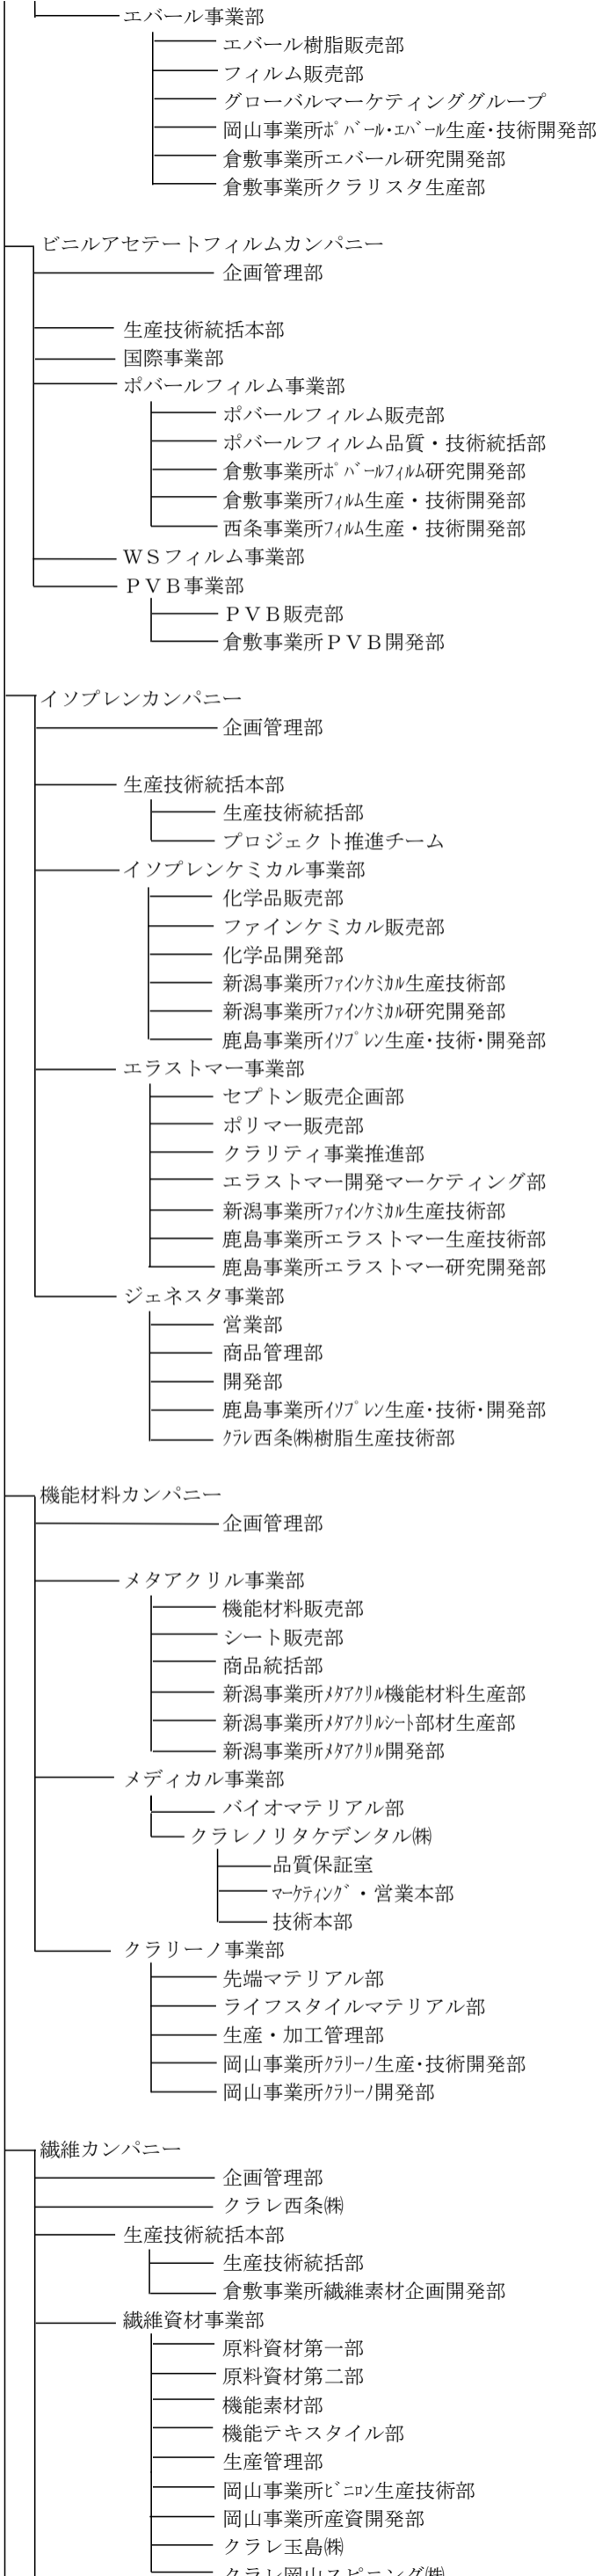 エバール事業部
エバール樹脂販売部
フィルム販売部
グローバルマーケティンググループ
岡山事業所ﾎﾟﾊﾞｰﾙ･ｴﾊﾞｰﾙ生産･技術開発部
倉敷事業所エバール研究開発部
倉敷事業所クラリスタ生産部
ビニルアセテートフィルムカンパニー
企画管理部
生産技術統括本部
国際事業部
ポバールフィルム事業部
ポバールフィルム販売部
ポバールフィルム品質・技術統括部
倉敷事業所ﾎﾟﾊﾞｰﾙﾌｨﾙﾑ研究開発部
倉敷事業所ﾌｨﾙﾑ生産・技術開発部
西条事業所ﾌｨﾙﾑ生産・技術開発部
ＷＳフィルム事業部
ＰＶＢ事業部
ＰＶＢ販売部
倉敷事業所ＰＶＢ開発部
イソプレンカンパニー
企画管理部
生産技術統括本部
生産技術統括部
プロジェクト推進チーム
イソプレンケミカル事業部
化学品販売部
ファインケミカル販売部
化学品開発部
新潟事業所ﾌｧｲﾝｹﾐｶﾙ生産技術部
新潟事業所ﾌｧｲﾝｹﾐｶﾙ研究開発部
鹿島事業所ｲｿﾌﾟﾚﾝ生産･技術･開発部
エラストマー事業部
セプトン販売企画部
ポリマー販売部
クラリティ事業推進部
エラストマー開発マーケティング部
新潟事業所ﾌｧｲﾝｹﾐｶﾙ生産技術部
鹿島事業所エラストマー生産技術部
鹿島事業所エラストマー研究開発部
ジェネスタ事業部
営業部
商品管理部
開発部
鹿島事業所ｲｿﾌﾟﾚﾝ生産･技術･開発部
ｸﾗﾚ西条㈱樹脂生産技術部
機能材料カンパニー
企画管理部
メタアクリル事業部
機能材料販売部
シート販売部
商品統括部
新潟事業所ﾒﾀｱｸﾘﾙ機能材料生産部
新潟事業所ﾒﾀｱｸﾘﾙｼｰﾄ部材生産部
新潟事業所ﾒﾀｱｸﾘﾙ開発部
メディカル事業部
バイオマテリアル部
クラレノリタケデンタル㈱
品質保証室
ﾏｰｹﾃｨﾝｸﾞ・営業本部
技術本部
クラリーノ事業部
先端マテリアル部
ライフスタイルマテリアル部
生産・加工管理部
岡山事業所ｸﾗﾘｰﾉ生産･技術開発部
岡山事業所ｸﾗﾘｰﾉ開発部
繊維カンパニー
企画管理部
クラレ西条㈱
生産技術統括本部
生産技術統括部
倉敷事業所繊維素材企画開発部
繊維資材事業部
原料資材第一部
原料資材第二部
機能素材部
機能テキスタイル部
生産管理部
岡山事業所ﾋﾞﾆﾛﾝ生産技術部
岡山事業所産資開発部
クラレ玉島㈱
クラレ岡山スピニング㈱